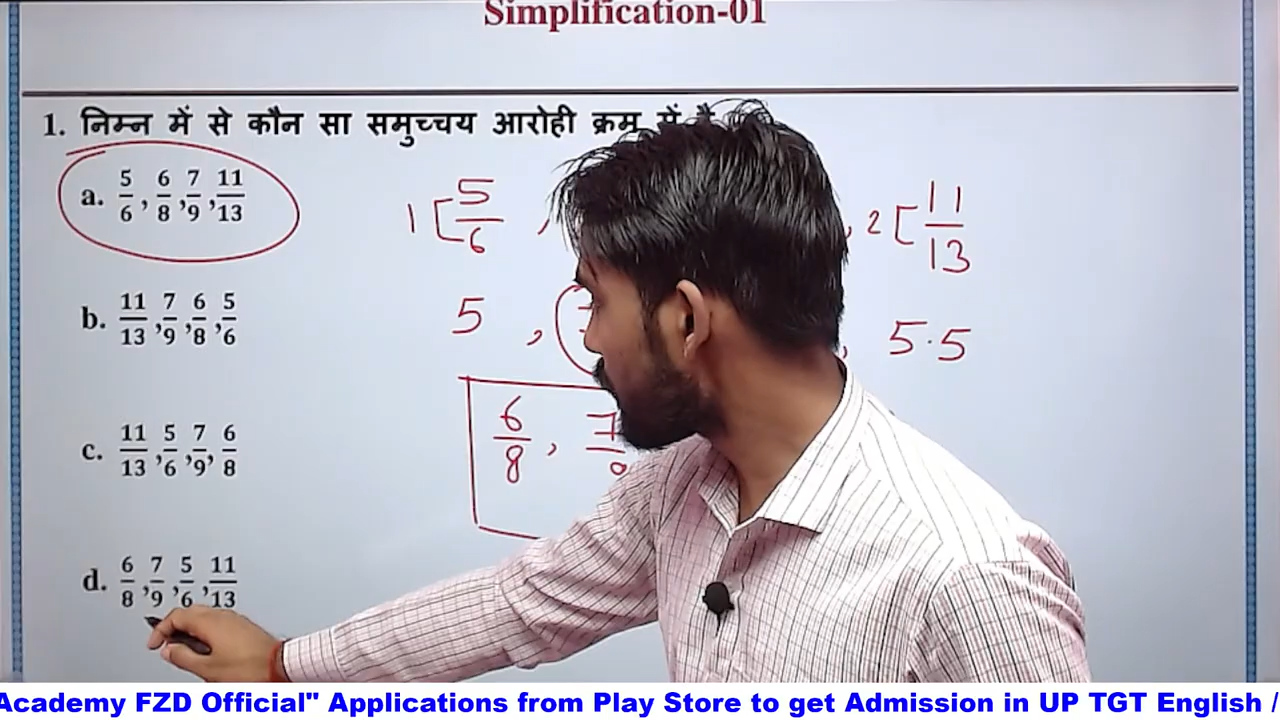 Simplification-01
1. निम्न में से कौन सा समुच्चय आरोही क्रम में
a. 5/6, 6/8, 7/9, 11/13
1 [5/6 , , 2 [11/13
b. 11/13, 7/9, 6/8, 5/6
5 , , 5.5
c. 11/13, 5/6, 7/9, 6/8
6/8, 7/9
d. 6/8, 7/9, 5/6, 11/13
Academy FZD Official" Applications from Play Store to get Admission in UP TGT English /